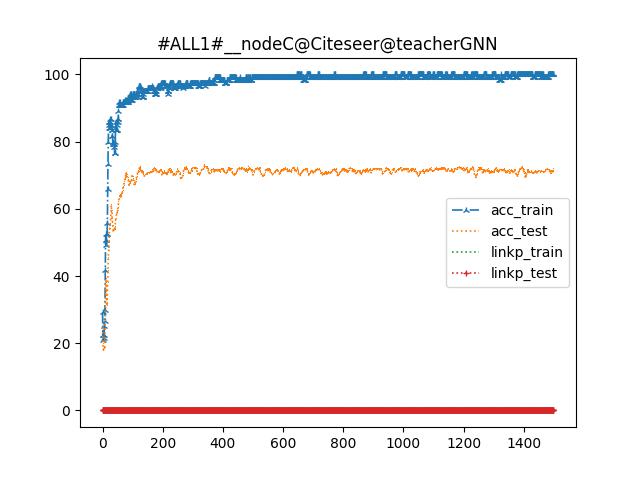 #ALL1#__nodeC@Citeseer@teacherGNN
100
80
60
40
20
0
acc_train
acc_test
linkp_train
linkp_test
0 200 400 600 800 1000 1200 1400